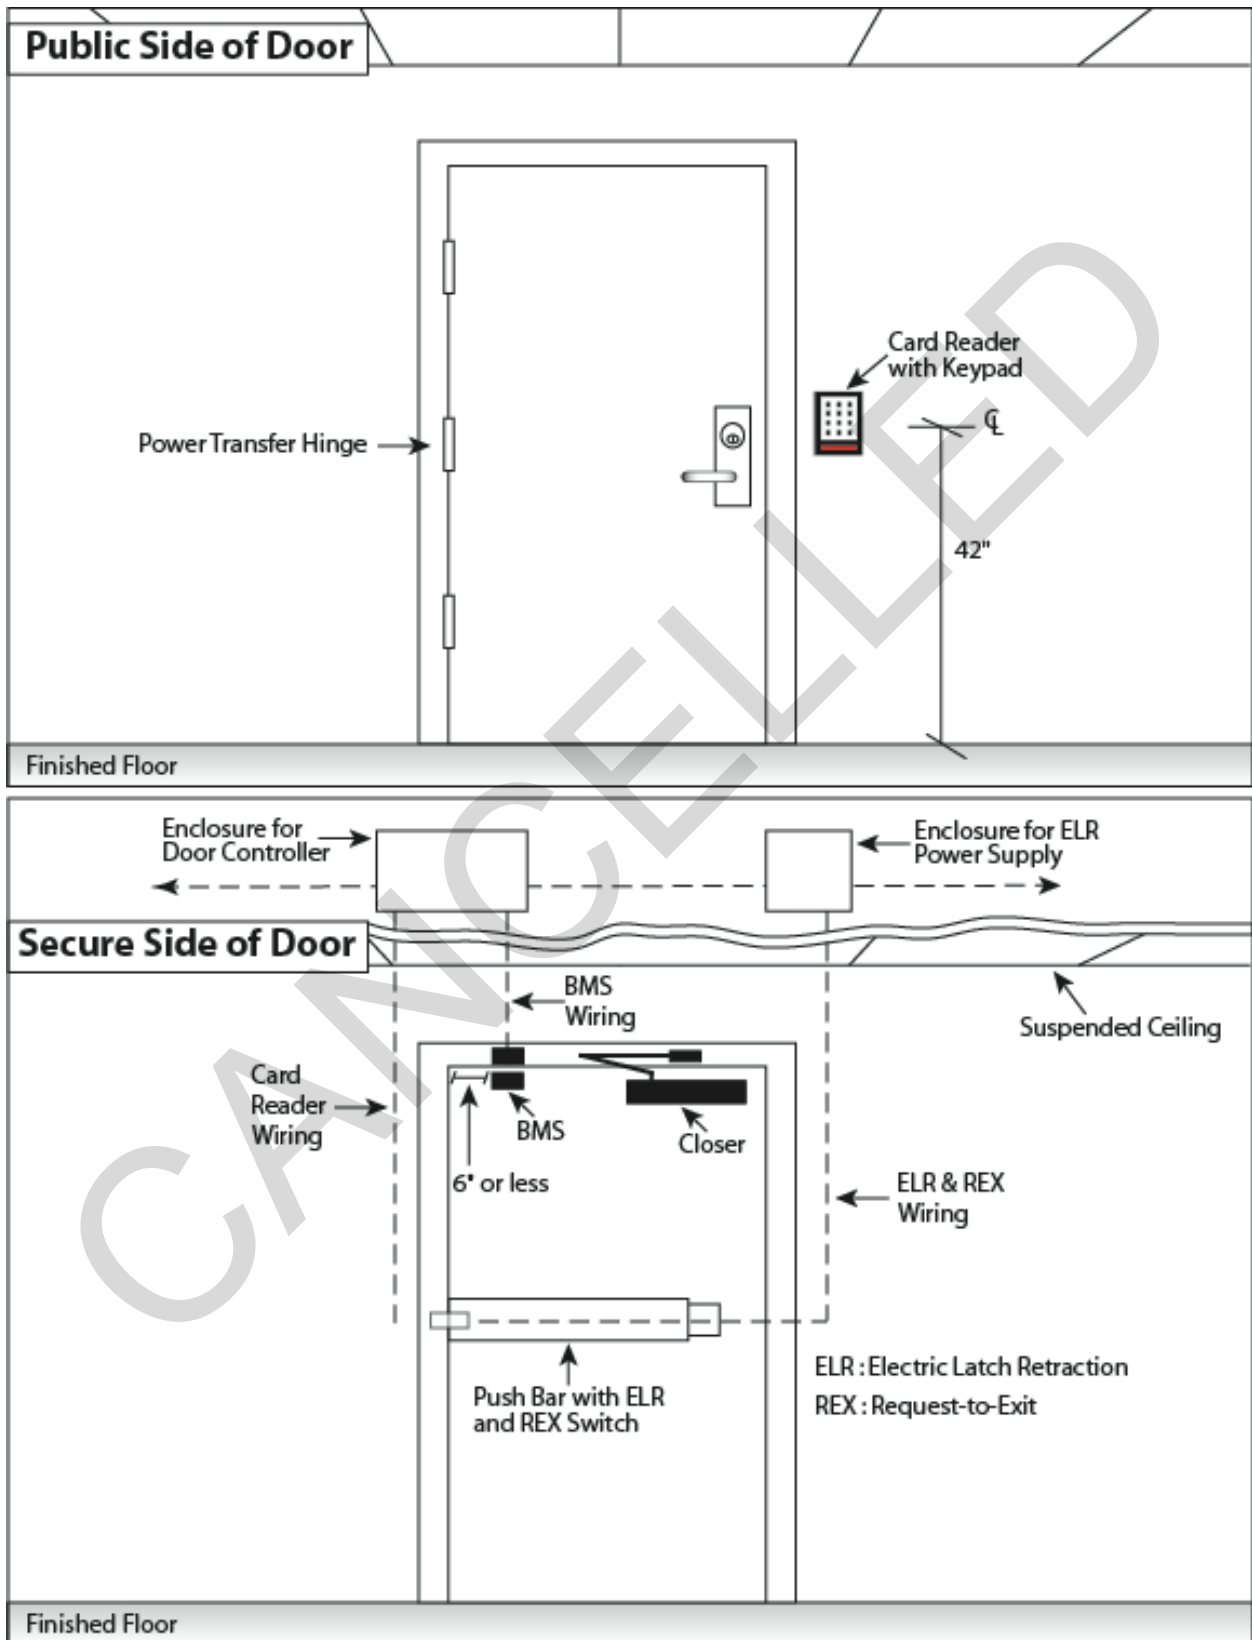 Public Side of Door
Card Reader
with Keypad
Power Transfer Hinge
℄
42"
Finished Floor
Enclosure for
Door Controller
Enclosure for ELR
Power Supply
Secure Side of Door
BMS
Wiring
Suspended Ceiling
Card
Reader
Wiring
BMS
Closer
6" or less
ELR & REX
Wiring
Push Bar with ELR
and REX Switch
ELR : Electric Latch Retraction
REX : Request-to-Exit
Finished Floor
CANCELLED